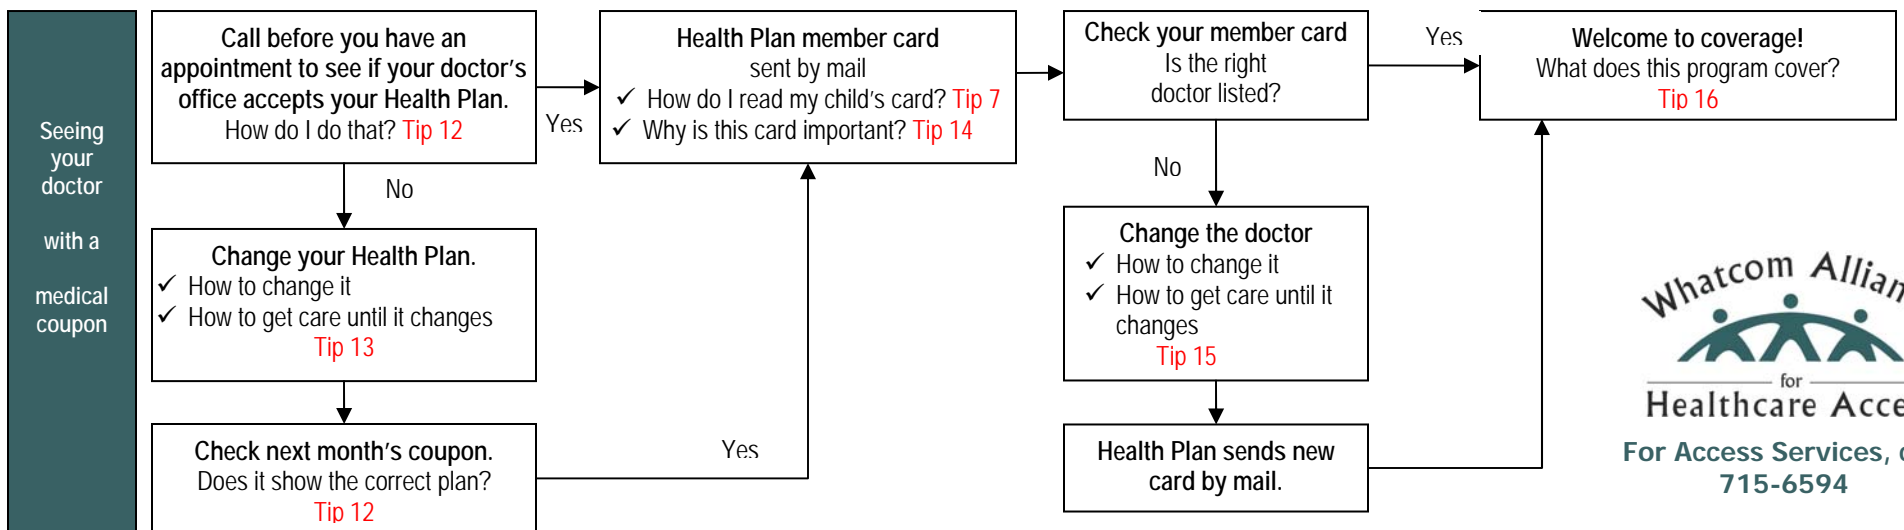 Seeing
your
doctor
with a
medical
coupon
Call before you have an
appointment to see if your doctor's
office accepts your Health Plan.
How do I do that? Tip 12
Yes
No
Change your Health Plan.
✓ How to change it
✓ How to get care until it changes
Tip 13
Check next month's coupon.
Does it show the correct plan?
Tip 12
Yes
Health Plan member card
sent by mail
✓ How do I read my child's card? Tip 7
✓ Why is this card important? Tip 14
Check your member card
Is the right
doctor listed?
Yes
No
Change the doctor
✓ How to change it
✓ How to get care until it
changes
Tip 15
Health Plan sends new
card by mail.
Welcome to coverage!
What does this program cover?
Tip 16
Whatcom
for
Healthcare
For Access Services,
715-6594